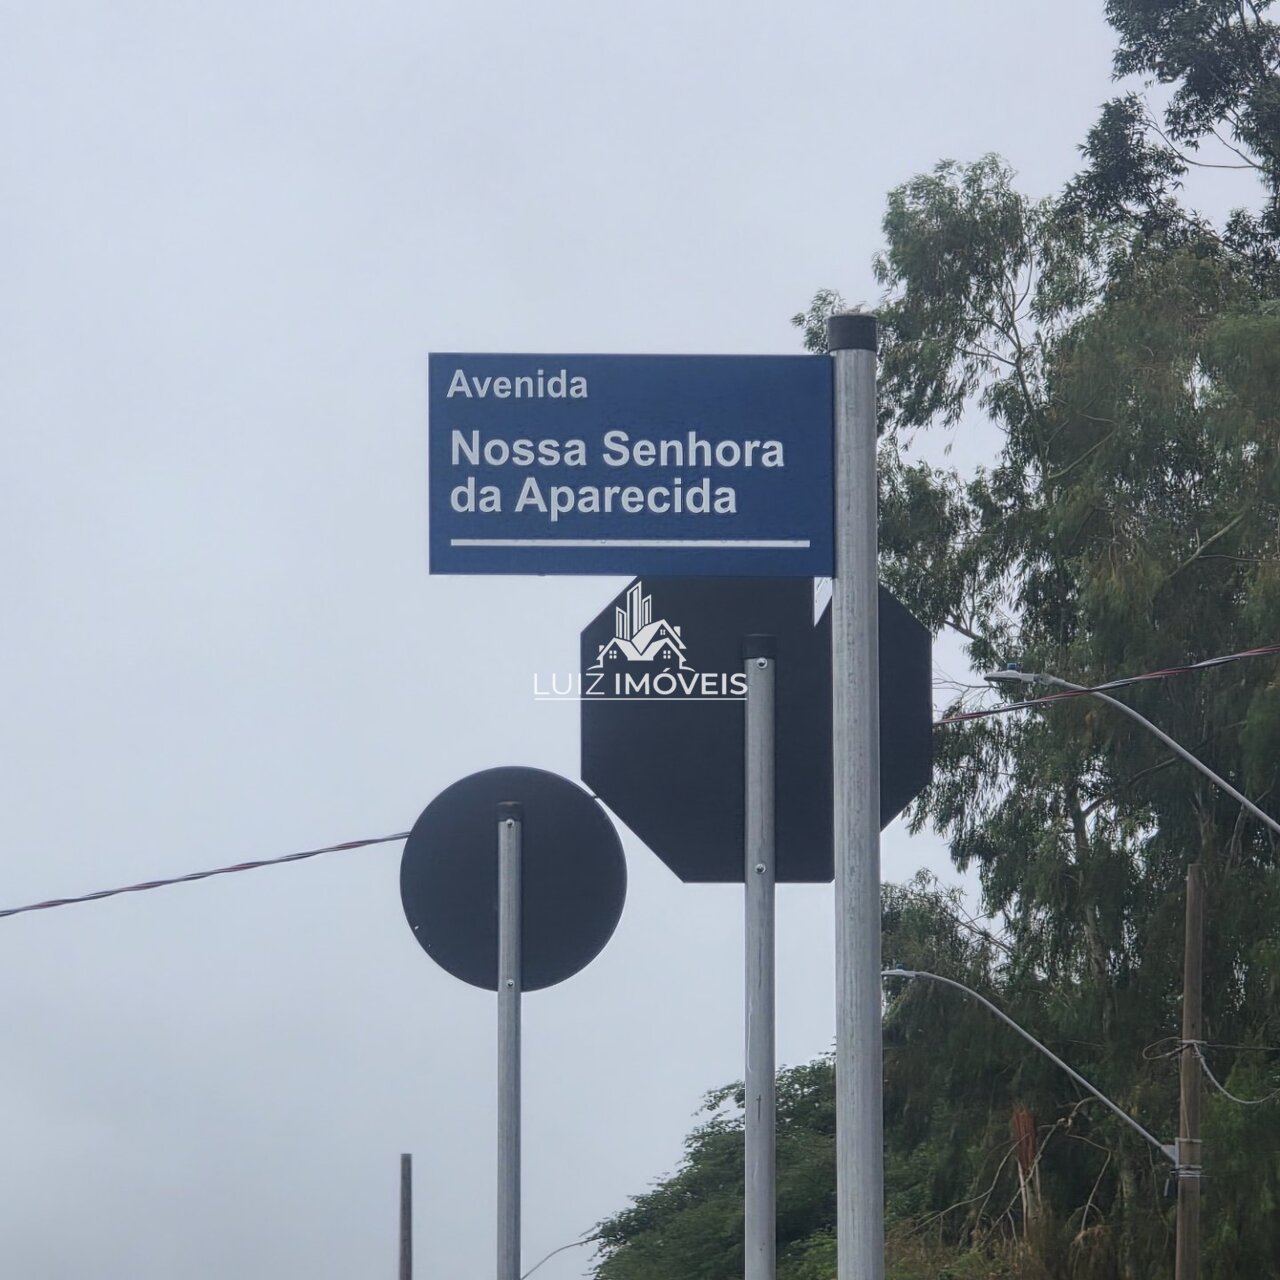 Avenida
Nossa Senhora
da Aparecida
LUIZ IMÓVEIS